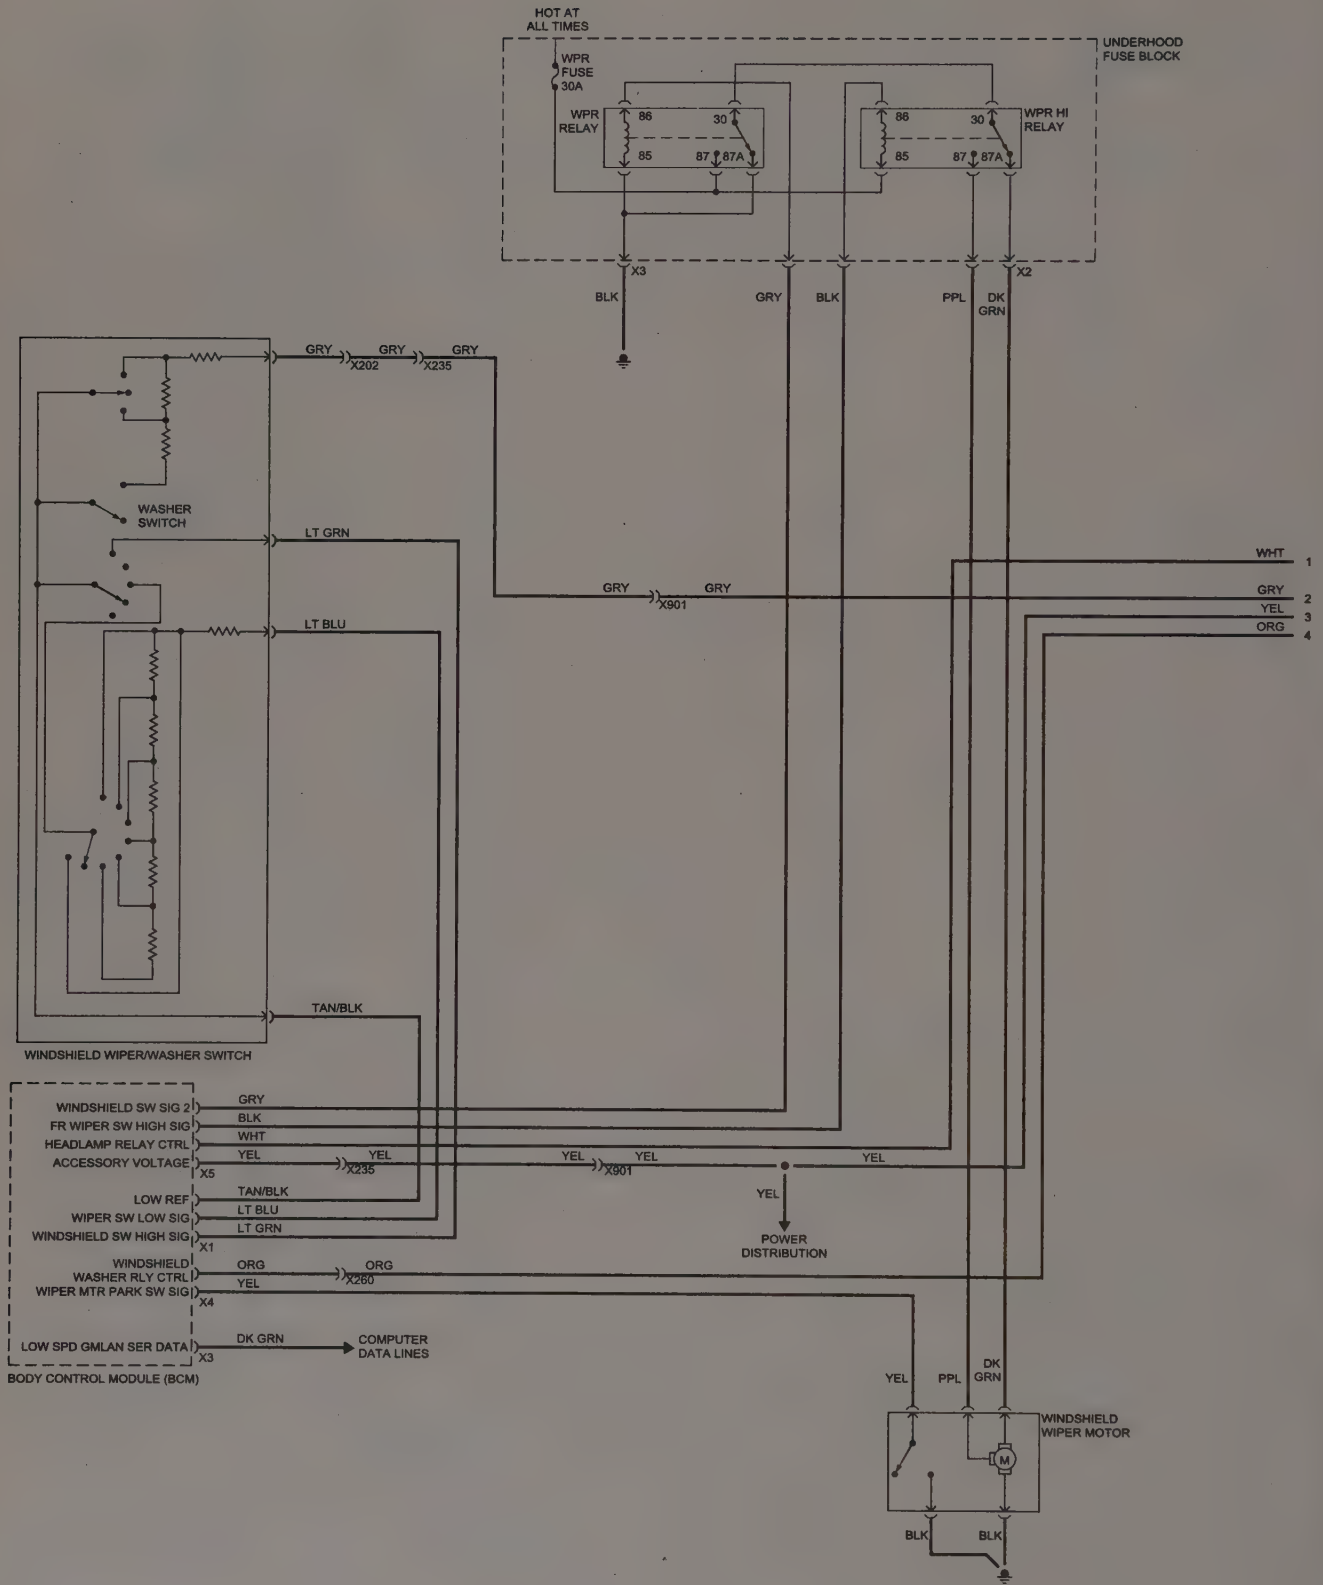 HOT AT
ALL TIMES
UNDERHOOD
FUSE BLOCK
WPR
FUSE
30A
WPR
RELAY
86
30
85
87
87A
86
30
WPR HI
RELAY
85
87
87A
X3
X2
BLK
GRY
BLK
PPL
DK
GRN
GRY
X202
GRY
X235
GRY
WASHER
SWITCH
LT GRN
WHT 1
GRY
X901
GRY
GRY 2
YEL 3
ORG 4
LT BLU
TAN/BLK
WINDSHIELD WIPER/WASHER SWITCH
WINDSHIELD SW SIG 2 GRY
FR WIPER SW HIGH SIG BLK
HEADLAMP RELAY CTRL WHT
ACCESSORY VOLTAGE YEL YEL YEL YEL YEL
X5 X235 X901
LOW REF TAN/BLK
YEL
WIPER SW LOW SIG LT BLU
WINDSHIELD SW HIGH SIG LT GRN
X1
POWER
DISTRIBUTION
WINDSHIELD
WASHER RLY CTRL ORG ORG
X260
WIPER MTR PARK SW SIG YEL
X4
LOW SPD GMLAN SER DATA DK GRN
X3
COMPUTER
DATA LINES
BODY CONTROL MODULE (BCM)
YEL
PPL
DK
GRN
WINDSHIELD
WIPER MOTOR
M
BLK
BLK